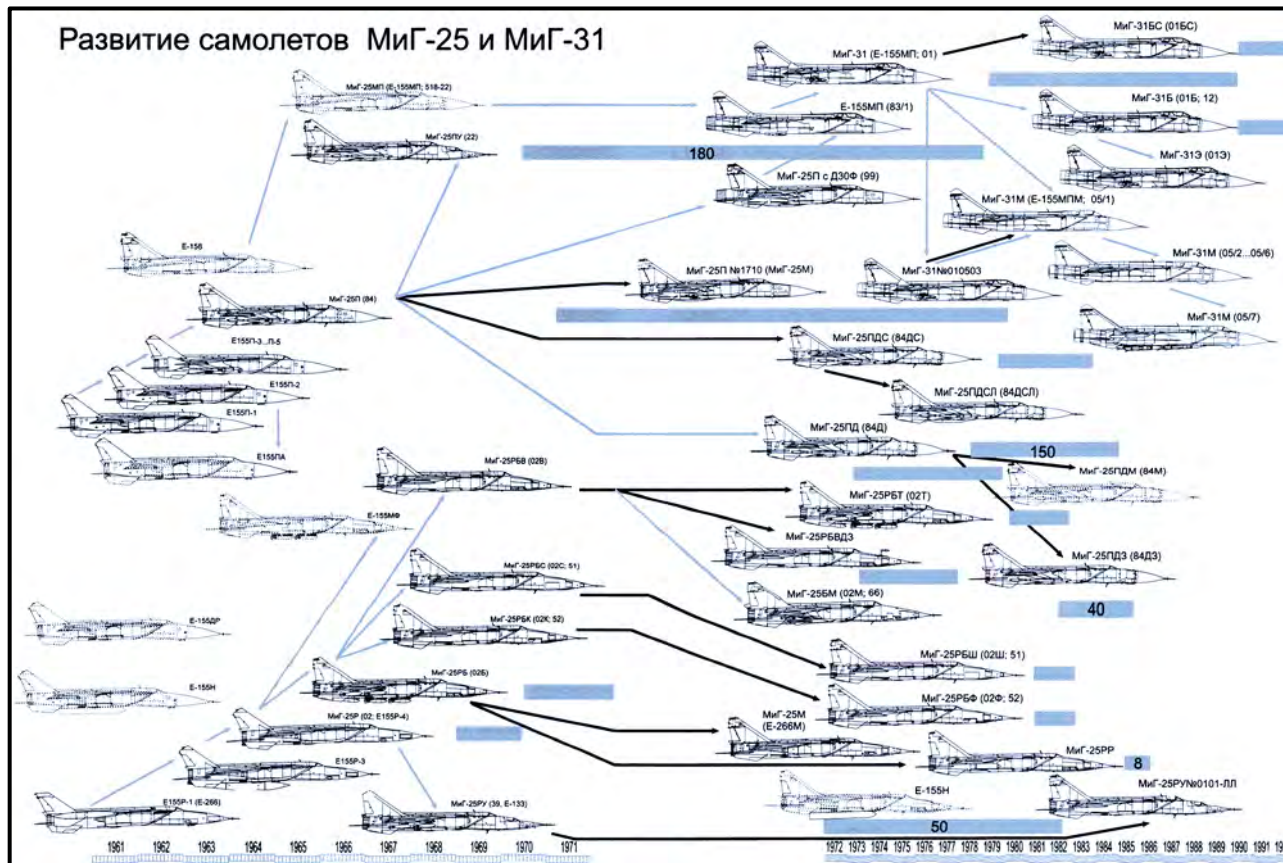 Развитие самолетов МиГ-25 и МиГ-31
МиГ-31БС (01БС)
МиГ-31 (Е-155МП; 01)
МиГ-25МП (Е-155МП; 518-22)
Е-155МП (83/1)
МиГ-31Б (01Б; 12)
МиГ-25ПУ (22)
180
МиГ-31Э (01Э)
МиГ-25П с Д30Ф (99)
МиГ-31М (Е-155МПМ; 05/1)
Е-158
МиГ-31М (05/2...05/6)
МиГ-25П №1710 (МиГ-25М)
МиГ-31№010503
МиГ-25П (84)
МиГ-31М (05/7)
МиГ-25ПДС (84ДС)
Е155П-3...П-5
Е155П-2
МиГ-25ПДСЛ (84ДСЛ)
Е155П-1
МиГ-25ПД (84Д)
150
Е155ПА
МиГ-25РБВ (02В)
МиГ-25ПДМ (84М)
МиГ-25РБТ (02Т)
Е-155МФ
МиГ-25РБВДЗ
МиГ-25ПДЗ (84ДЗ)
МиГ-25РБС (02С; 51)
МиГ-25БМ (02М; 66)
40
Е-155ДР
МиГ-25РБК (02К; 52)
МиГ-25РБШ (02Ш; 51)
Е-155Н
МиГ-25РБ (02Б)
МиГ-25РБФ (02Ф; 52)
МиГ-25Р (02; Е155Р-4)
МиГ-25М
(Е-266М)
МиГ-25РР
8
Е155Р-3
МиГ-25РУ№0101-ЛЛ
Е-155Н
Е155Р-1 (Е-266)
МиГ-25РУ (39, Е-133)
50
1961 1962 1963 1964 1965 1966 1967 1968 1969 1970 1971 1972 1973 1974 1975 1976 1977 1978 1979 1980 1981 1982 1983 1984 1985 1986 1987 1988 1989 1990 1991